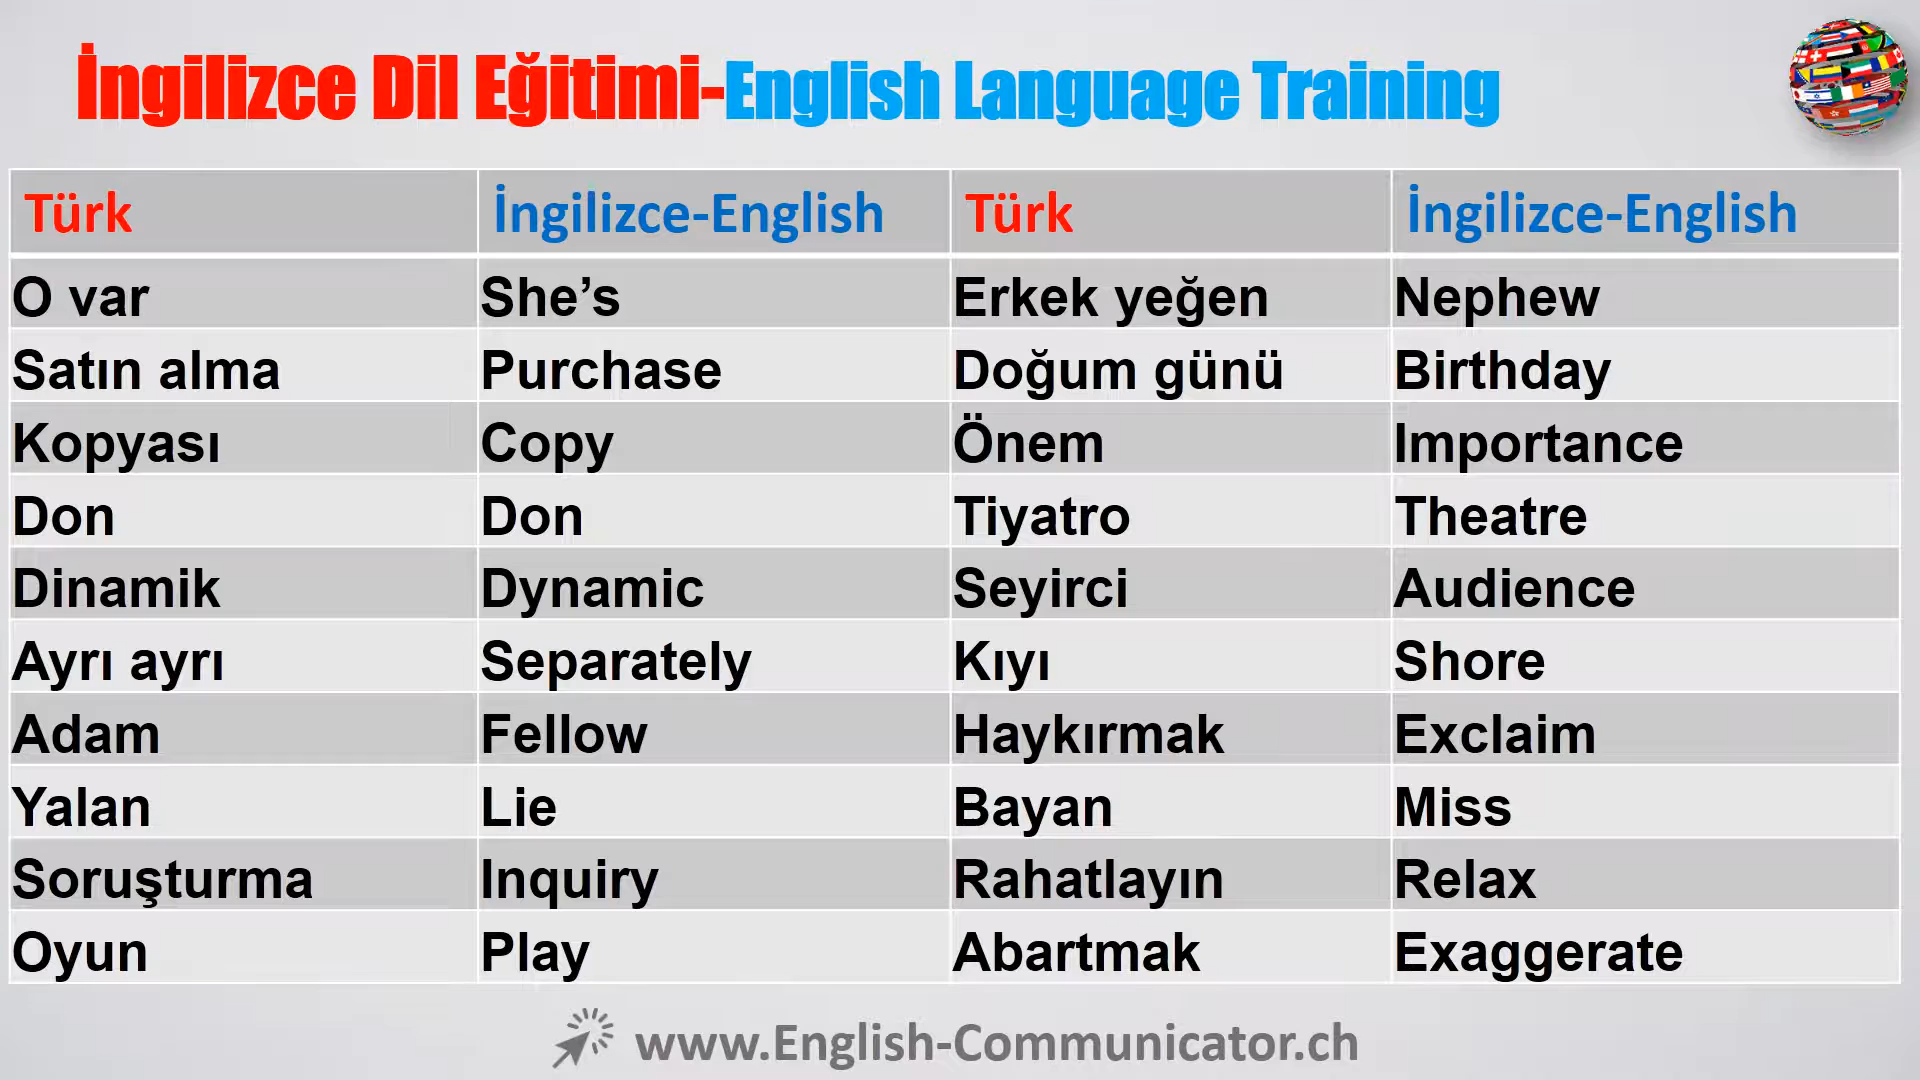 İngilizce Dil Eğitimi-English Language Training
Türk İngilizce-English Türk İngilizce-English
O var She’s Erkek yeğen Nephew
Satın alma Purchase Doğum günü Birthday
Kopyası Copy Önem Importance
Don Don Tiyatro Theatre
Dinamik Dynamic Seyirci Audience
Ayrı ayrı Separately Kıyı Shore
Adam Fellow Haykırmak Exclaim
Yalan Lie Bayan Miss
Soruşturma Inquiry Rahatlayın Relax
Oyun Play Abartmak Exaggerate
www.English-Communicator.ch